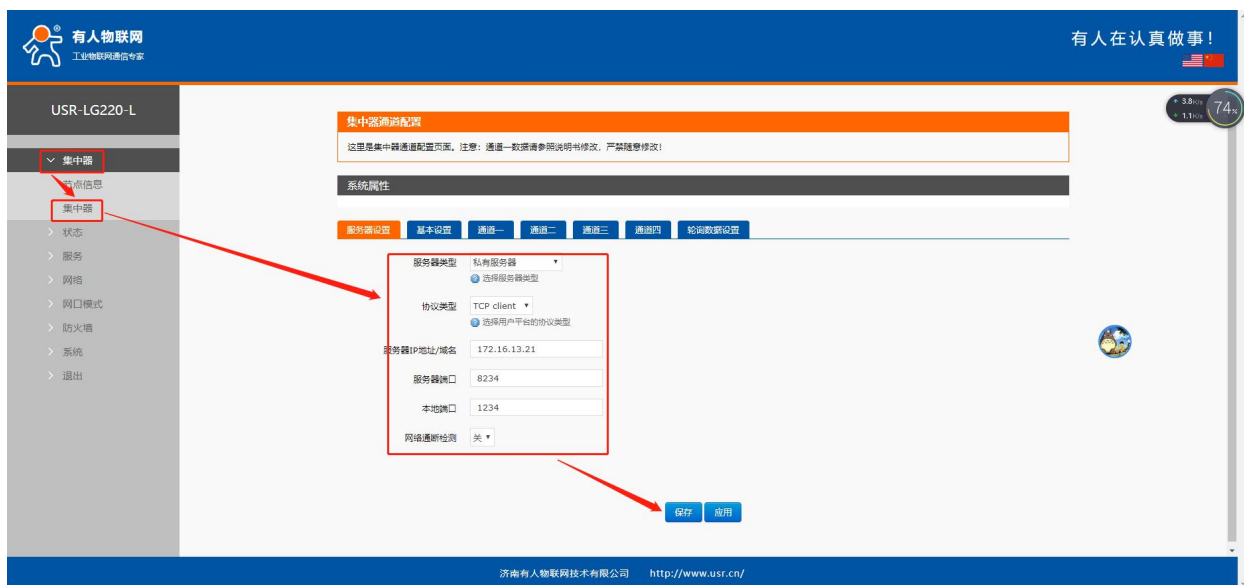 有人物联网
工业物联网通信专家
有人在认真做事!
USR-LG220-L
集中器
节点信息
集中器
状态
服务
网络
网口模式
防火墙
系统
退出
集中器通道配置
这里是集中器通道配置页面。注意:通道一数据请参照说明书修改,严禁随意修改!
系统属性
服务器设置 基本设置 通道一 通道二 通道三 通道四 轮询数据设置
服务器类型 私有服务器
选择服务器类型
协议类型 TCP client
选择用户平台的协议类型
服务器IP地址/域名 172.16.13.21
服务器端口 8234
本地端口 1234
网络通断检测 关
保存 应用
3.8K/s
1.1K/s
74%
济南有人物联网技术有限公司 http://www.usr.cn/